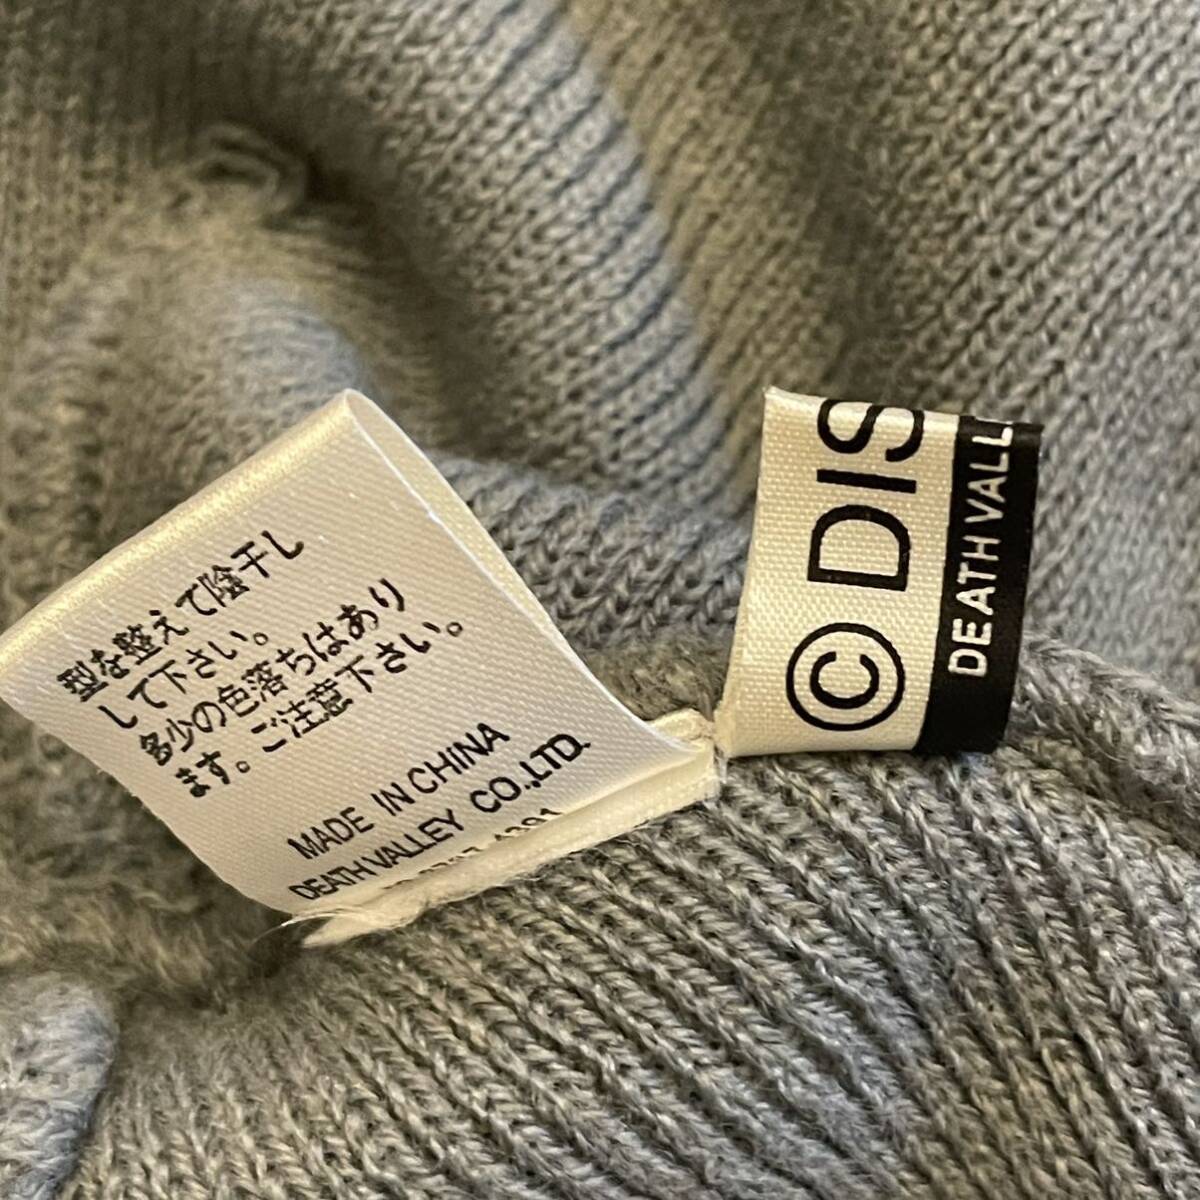 型を整えて陰干し
して下さい。
多少の色落ちはあり
ます。ご注意下さい。
MADE IN CHINA
DEATH VALLEY CO.,LTD.
4391
© DIS
DEATH VALL